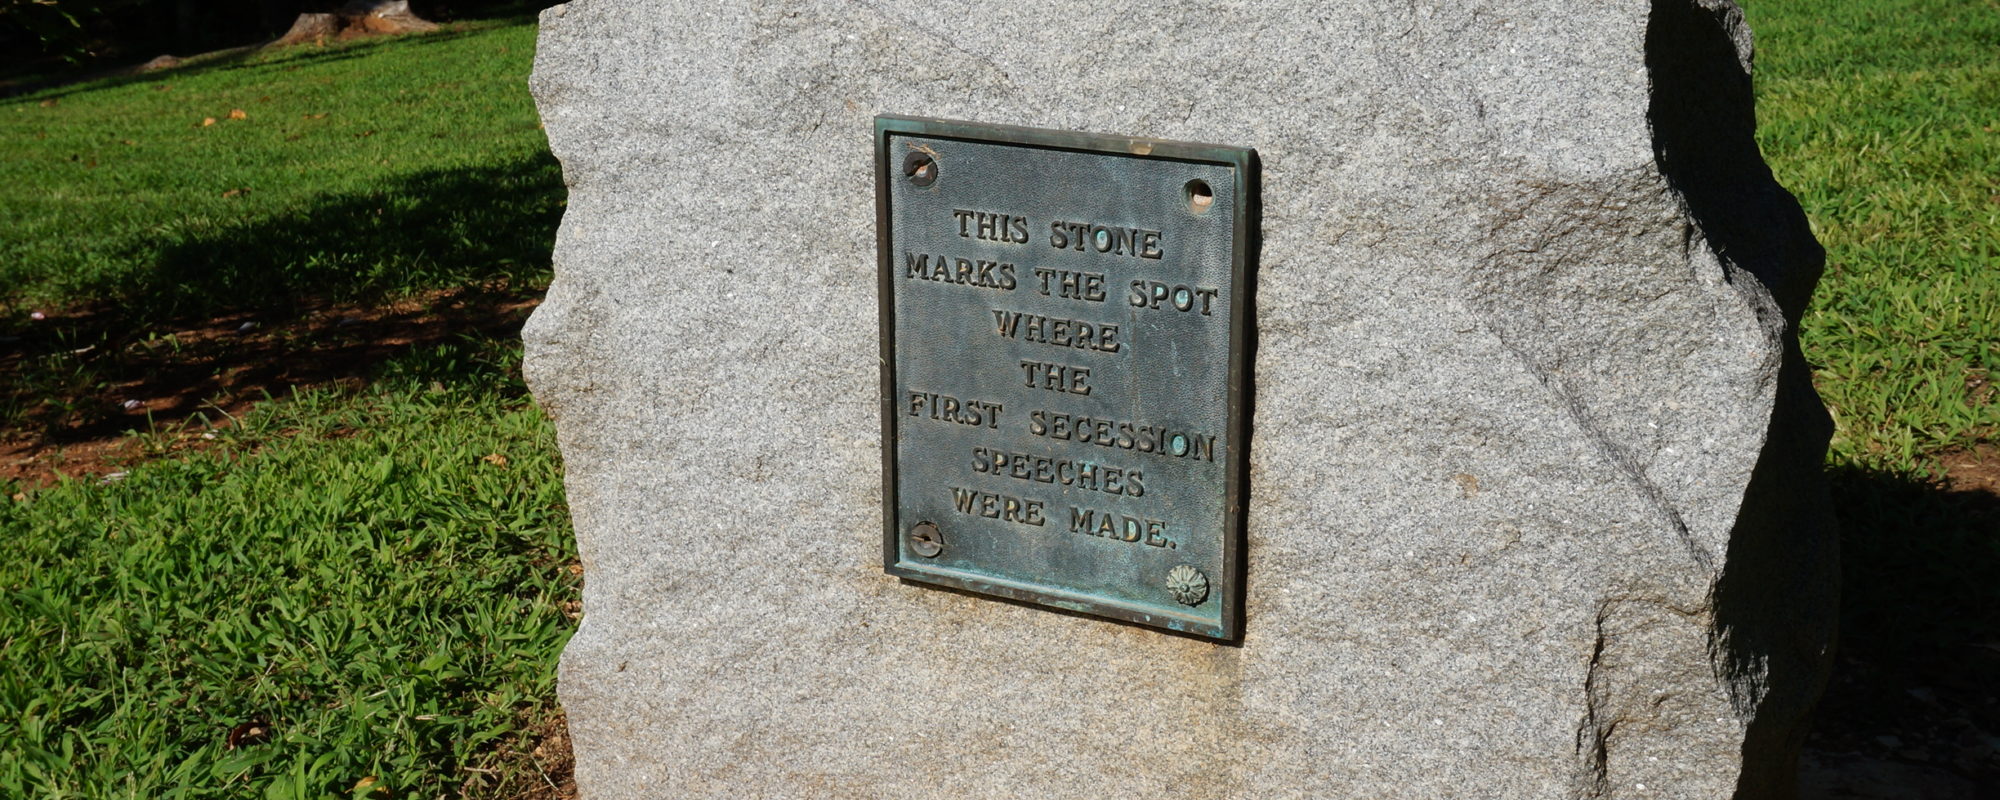 THIS STONE
MARKS THE SPOT
WHERE
THE
FIRST SECESSION
SPEECHES
WERE MADE.